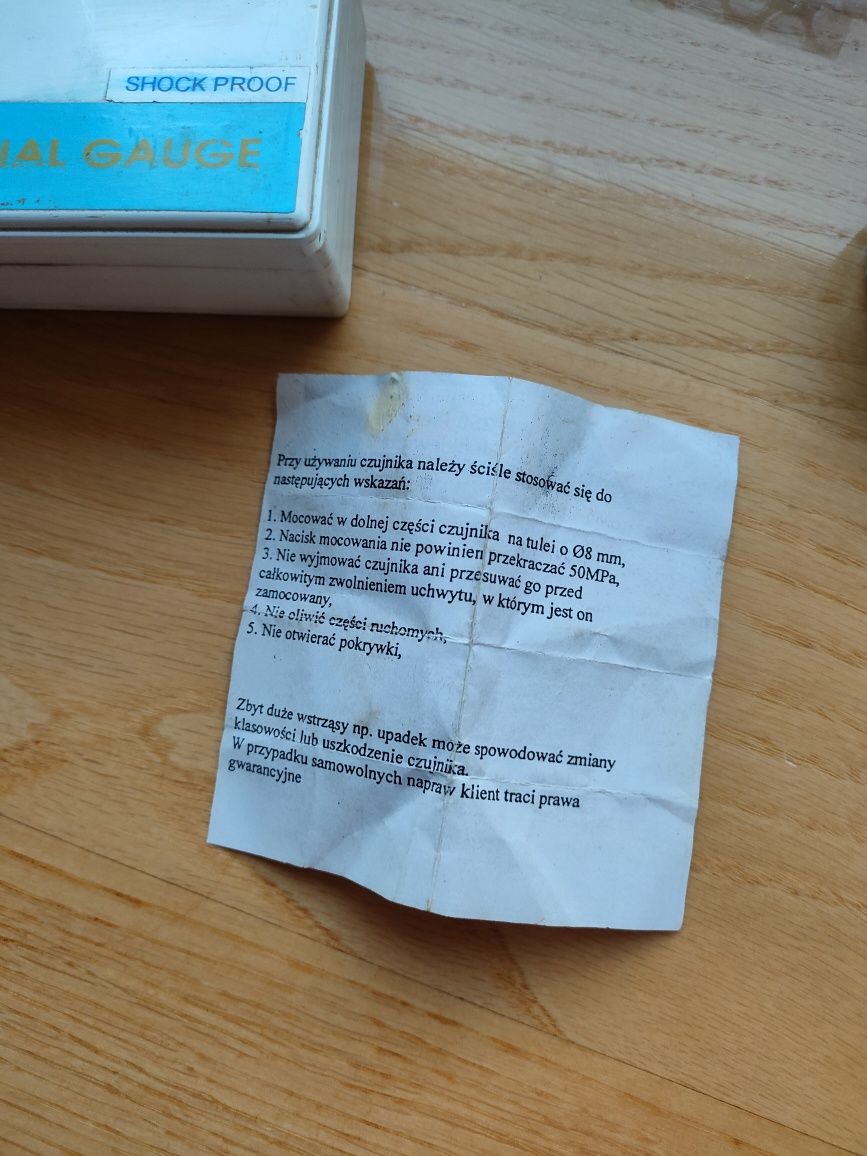 SHOCK PROOF
IAL GAUGE
Przy używaniu czujnika należy ściśle stosować się do
następujących wskazań:
1. Mocować w dolnej części czujnika na tulei o Ø8 mm,
2. Nacisk mocowania nie powinien przekraczać 50MPa,
3. Nie wyjmować czujnika ani przesuwać go przed
całkowitym zwolnieniem uchwytu, w którym jest on
zamocowany,
4. Nie oliwić części ruchomych,
5. Nie otwierać pokrywki,
Zbyt duże wstrząsy np. upadek może spowodować zmiany
klasowości lub uszkodzenie czujnika.
W przypadku samowolnych napraw klient traci prawa
gwarancyjne